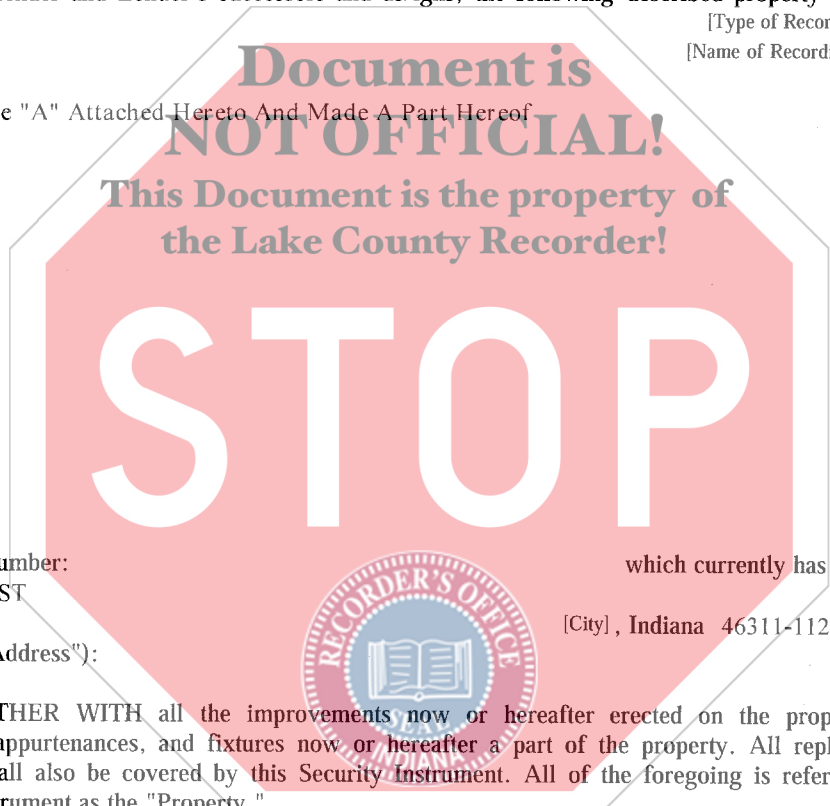 [Type of Recor
[Name of Recordi
Document is
e "A" Attached Hereto And Made A Part Hereof
NOT OFFICIAL!
This Document is the property of
the Lake County Recorder!
STOP
umber:
which currently has
ST
[City] , Indiana 46311-112
Address"):
RECORDER'S OFFICE
SEAL
INDIANA
THER WITH all the improvements now or hereafter erected on the prop
appurtenances, and fixtures now or hereafter a part of the property. All repl
all also be covered by this Security Instrument. All of the foregoing is refer
rument as the "Property."